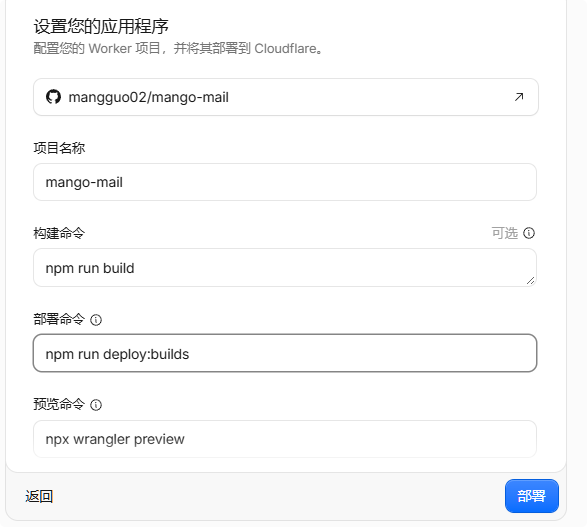 设置您的应用程序
配置您的 Worker 项目，并将其部署到 Cloudflare。
mangguo02/mango-mail
项目名称
mango-mail
构建命令 可选
npm run build
部署命令
npm run deploy:builds
预览命令
npx wrangler preview
返回 部署